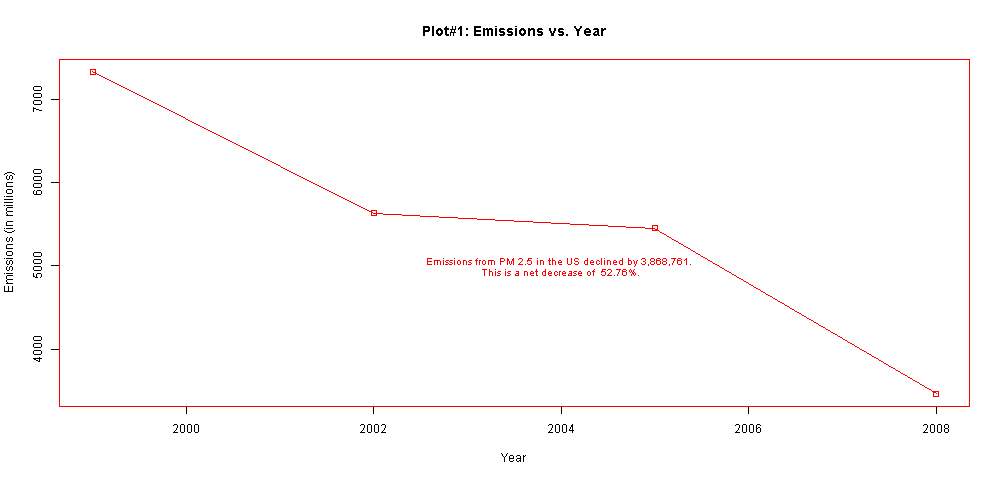 Plot#1: Emissions vs. Year
Emissions (in millions)
7000
6000
5000
4000
Emissions from PM 2.5 in the US declined by 3,868,761.
This is a net decrease of 52.76%.
2000 2002 2004 2006 2008
Year